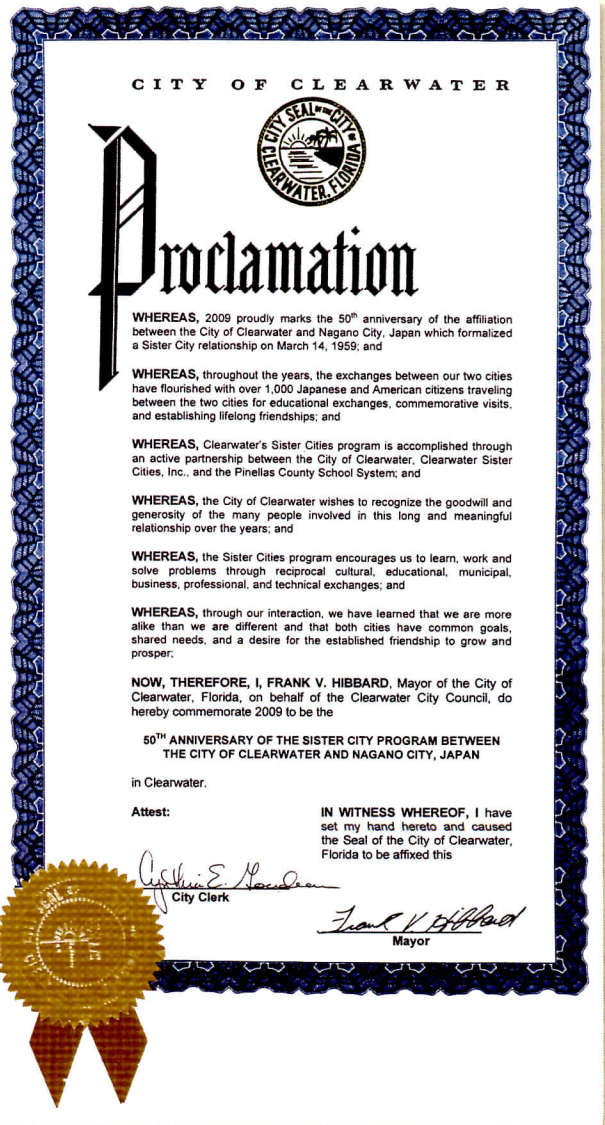 CITY OF CLEARWATER
CITY SEAL OF THE CITY OF CLEARWATER, FLORIDA
Proclamation
WHEREAS, 2009 proudly marks the 50th anniversary of the affiliation
between the City of Clearwater and Nagano City, Japan which formalized
a Sister City relationship on March 14, 1959; and
WHEREAS, throughout the years, the exchanges between our two cities
have flourished with over 1,000 Japanese and American citizens traveling
between the two cities for educational exchanges, commemorative visits,
and establishing lifelong friendships; and
WHEREAS, Clearwater's Sister Cities program is accomplished through
an active partnership between the City of Clearwater, Clearwater Sister
Cities, Inc., and the Pinellas County School System; and
WHEREAS, the City of Clearwater wishes to recognize the goodwill and
generosity of the many people involved in this long and meaningful
relationship over the years; and
WHEREAS, the Sister Cities program encourages us to learn, work and
solve problems through reciprocal cultural, educational, municipal,
business, professional, and technical exchanges; and
WHEREAS, through our interaction, we have learned that we are more
alike than we are different and that both cities have common goals,
shared needs, and a desire for the established friendship to grow and
prosper;
NOW, THEREFORE, I, FRANK V. HIBBARD, Mayor of the City of
Clearwater, Florida, on behalf of the Clearwater City Council, do
hereby commemorate 2009 to be the
50TH ANNIVERSARY OF THE SISTER CITY PROGRAM BETWEEN
THE CITY OF CLEARWATER AND NAGANO CITY, JAPAN
in Clearwater.
Attest:
IN WITNESS WHEREOF, I have
set my hand hereto and caused
the Seal of the City of Clearwater,
Florida to be affixed this
Cynthia E. Goudeau
City Clerk
Frank V Hibbard
Mayor
SEAL